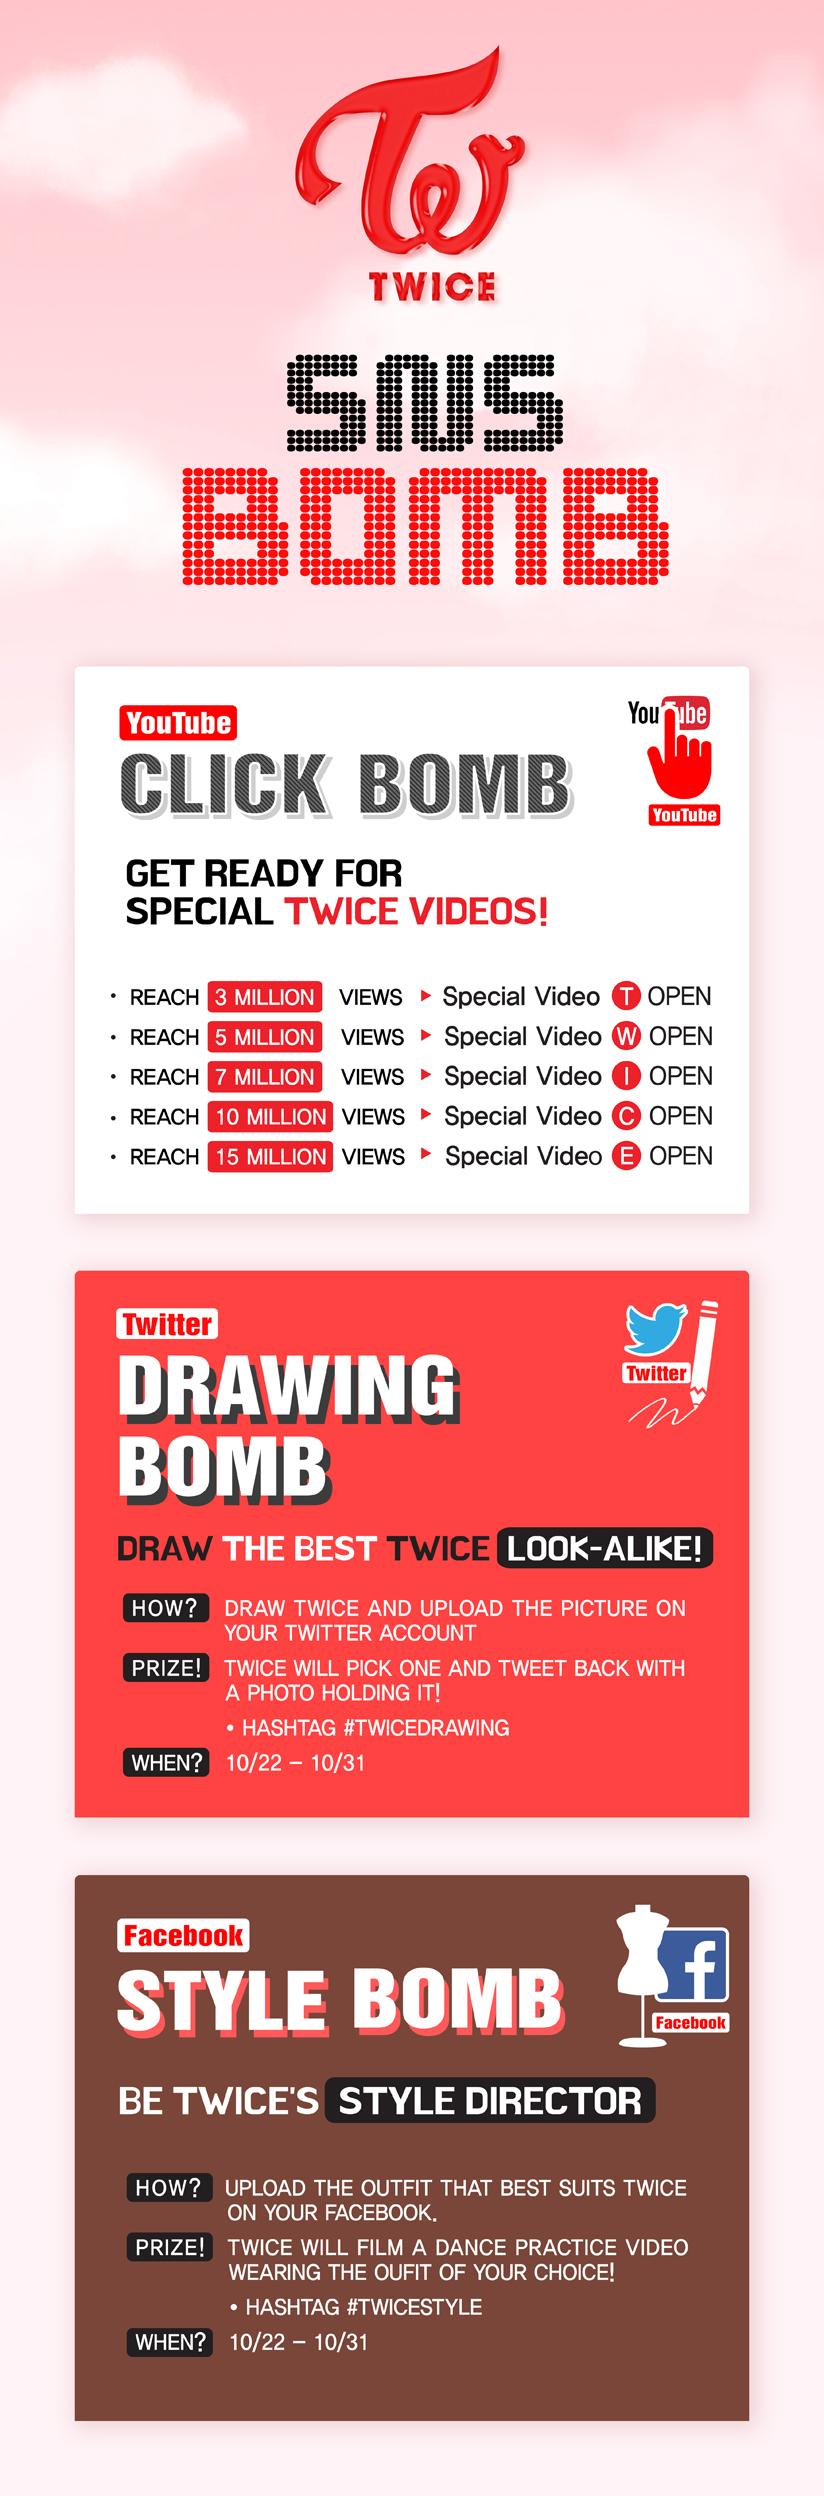 TWICE
SNS
BOMB
YouTube
CLICK BOMB
You Tube
YouTube
GET READY FOR
SPECIAL TWICE VIDEOS!
• REACH 3 MILLION VIEWS ▶ Special Video T OPEN
• REACH 5 MILLION VIEWS ▶ Special Video W OPEN
• REACH 7 MILLION VIEWS ▶ Special Video I OPEN
• REACH 10 MILLION VIEWS ▶ Special Video C OPEN
• REACH 15 MILLION VIEWS ▶ Special Video E OPEN
Twitter
DRAWING
BOMB
Twitter
DRAW THE BEST TWICE LOOK-ALIKE!
HOW? DRAW TWICE AND UPLOAD THE PICTURE ON
YOUR TWITTER ACCOUNT
PRIZE! TWICE WILL PICK ONE AND TWEET BACK WITH
A PHOTO HOLDING IT!
• HASHTAG #TWICEDRAWING
WHEN? 10/22 – 10/31
Facebook
STYLE BOMB
f
Facebook
BE TWICE'S STYLE DIRECTOR
HOW? UPLOAD THE OUTFIT THAT BEST SUITS TWICE
ON YOUR FACEBOOK.
PRIZE! TWICE WILL FILM A DANCE PRACTICE VIDEO
WEARING THE OUFIT OF YOUR CHOICE!
• HASHTAG #TWICESTYLE
WHEN? 10/22 – 10/31